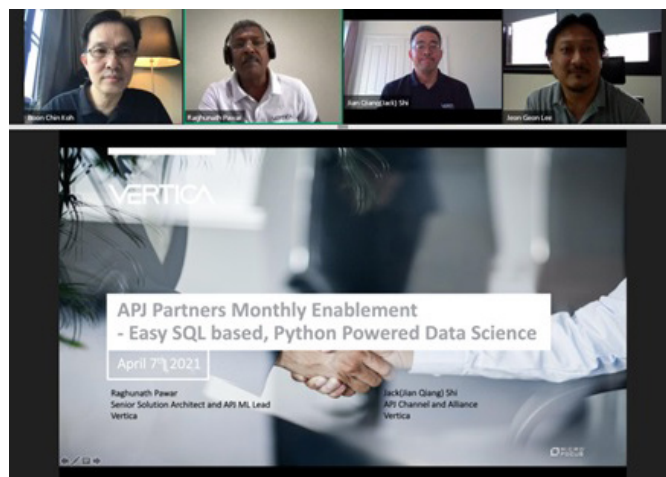 Boon Chin Koh
Raghunath Pawar
Jian Qiang(Jack) Shi
Jeon Geon Lee
VERTICA
APJ Partners Monthly Enablement
- Easy SQL based, Python Powered Data Science
April 7th 2021
Raghunath Pawar
Senior Solution Architect and APJ ML Lead
Vertica
Jack(Jian Qiang) Shi
APJ Channel and Alliance
Vertica
MICRO
FOCUS